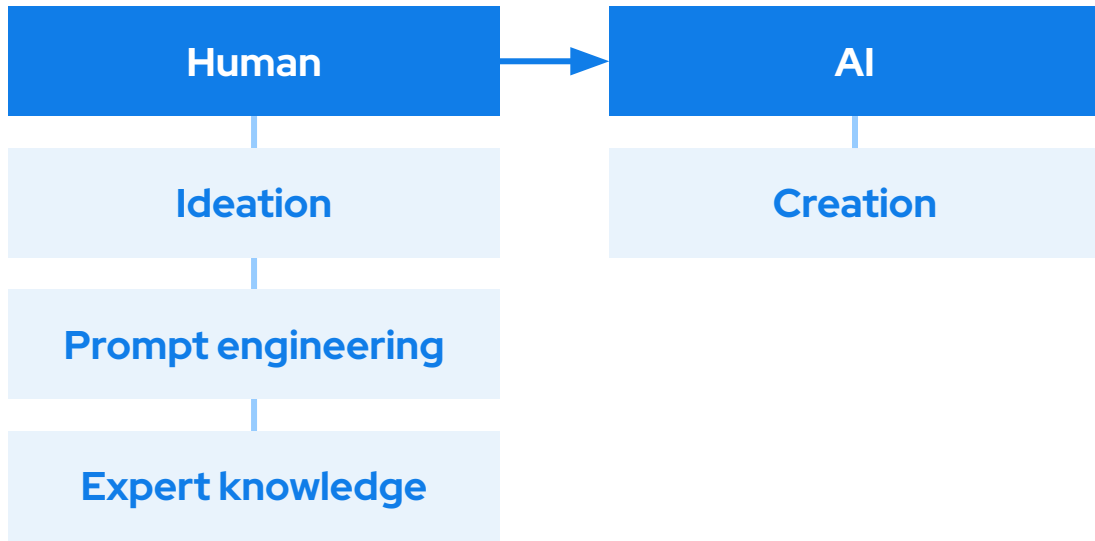 Human
AI
Ideation
Creation
Prompt engineering
Expert knowledge